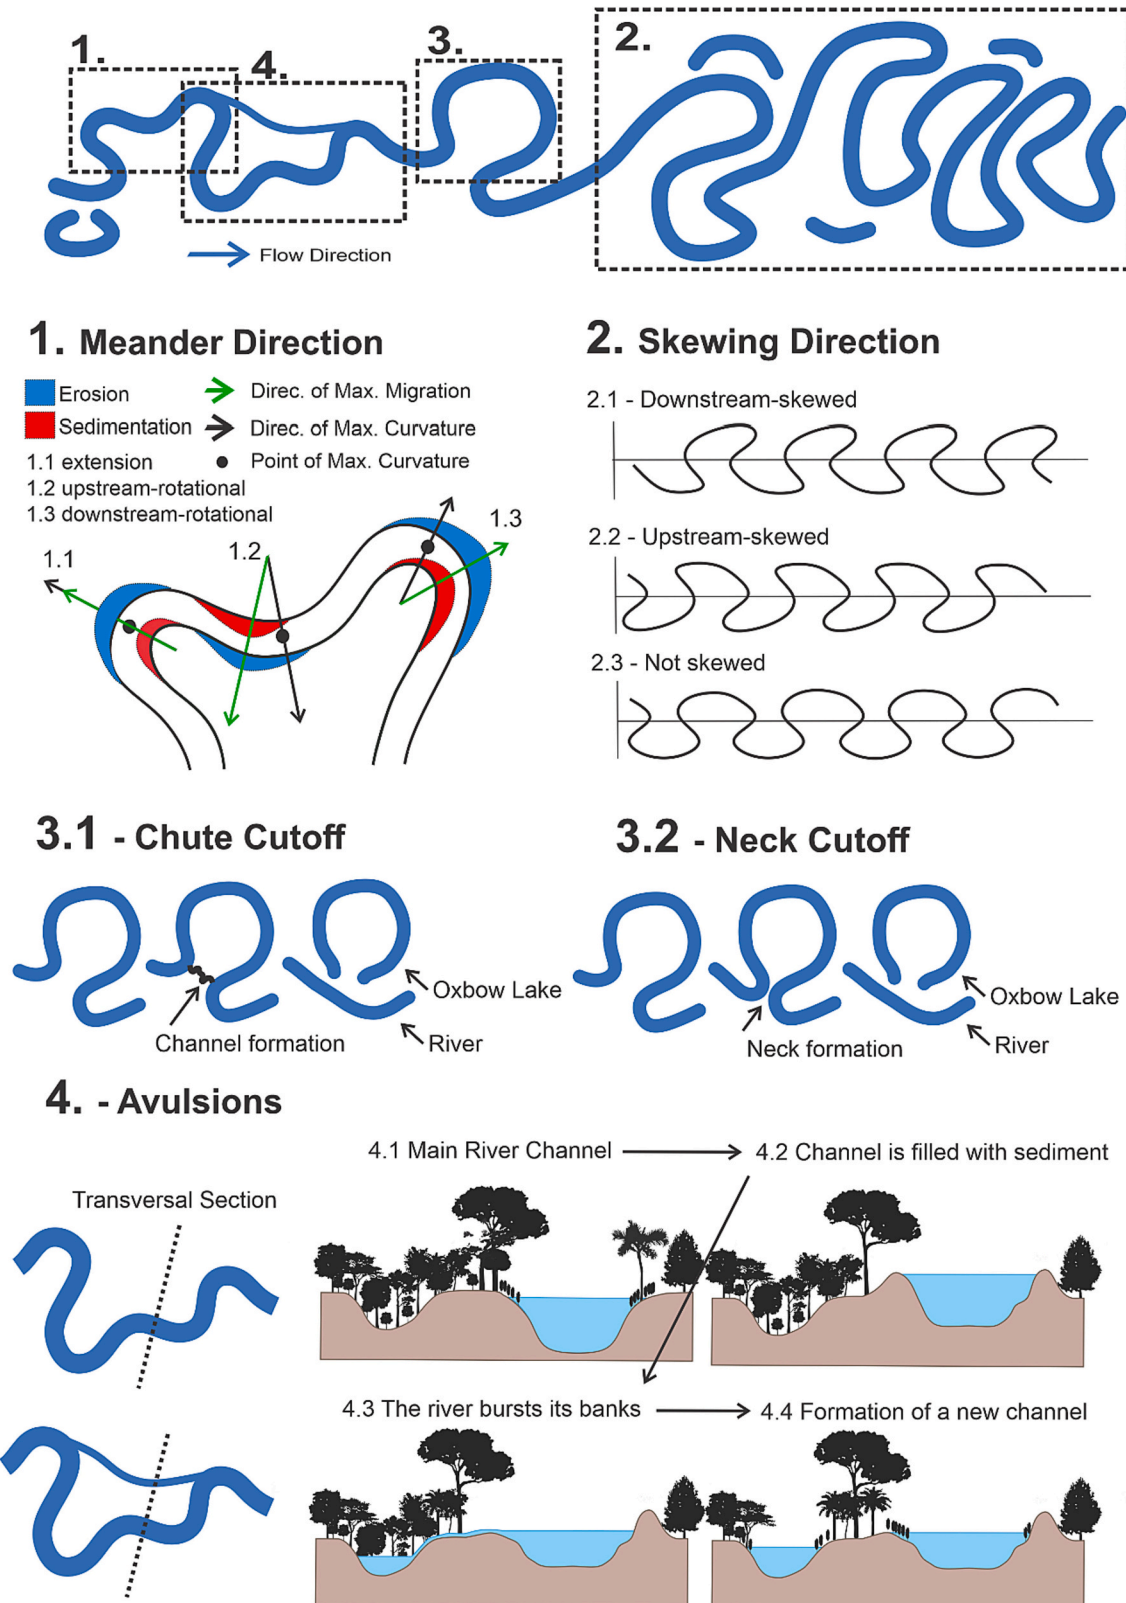 1.
4.
3.
2.
Flow Direction
1. Meander Direction
Erosion
Direc. of Max. Migration
Sedimentation
Direc. of Max. Curvature
1.1 extension
Point of Max. Curvature
1.2 upstream-rotational
1.3 downstream-rotational
1.1
1.2
1.3
2. Skewing Direction
2.1 - Downstream-skewed
2.2 - Upstream-skewed
2.3 - Not skewed
3.1 - Chute Cutoff
Channel formation
Oxbow Lake
River
3.2 - Neck Cutoff
Neck formation
Oxbow Lake
River
4. - Avulsions
Transversal Section
4.1 Main River Channel
4.2 Channel is filled with sediment
4.3 The river bursts its banks
4.4 Formation of a new channel